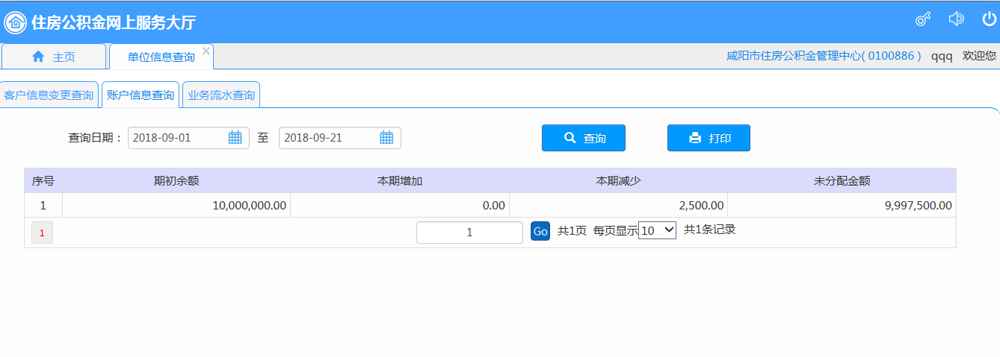 住房公积金网上服务大厅
主页 单位信息查询 咸阳市住房公积金管理中心( 0100886 ) qqq 欢迎您
客户信息变更查询 账户信息查询 业务流水查询
查询日期： 2018-09-01 至 2018-09-21 查询 打印
序号 期初余额 本期增加 本期减少 未分配金额
1 10,000,000.00 0.00 2,500.00 9,997,500.00
1 1 Go 共1页 每页显示 10 共1条记录